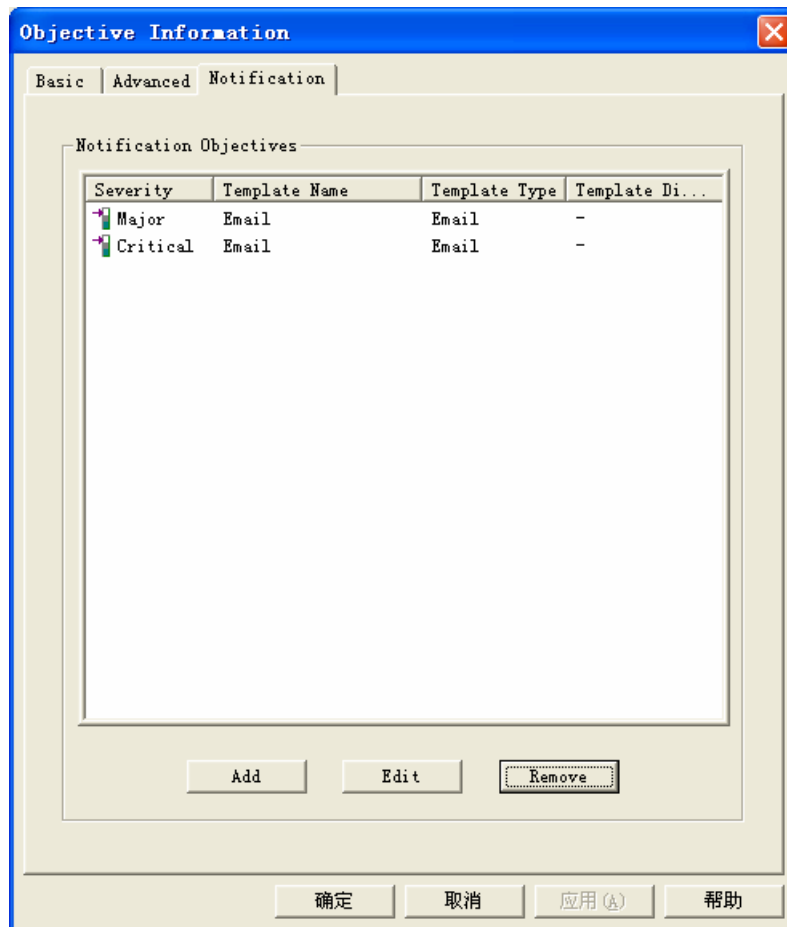 Objective Information
Basic Advanced Notification
Notification Objectives
Severity Template Name Template Type Template Di...
Major Email Email -
Critical Email Email -
Add Edit Remove
确定 取消 应用(A) 帮助